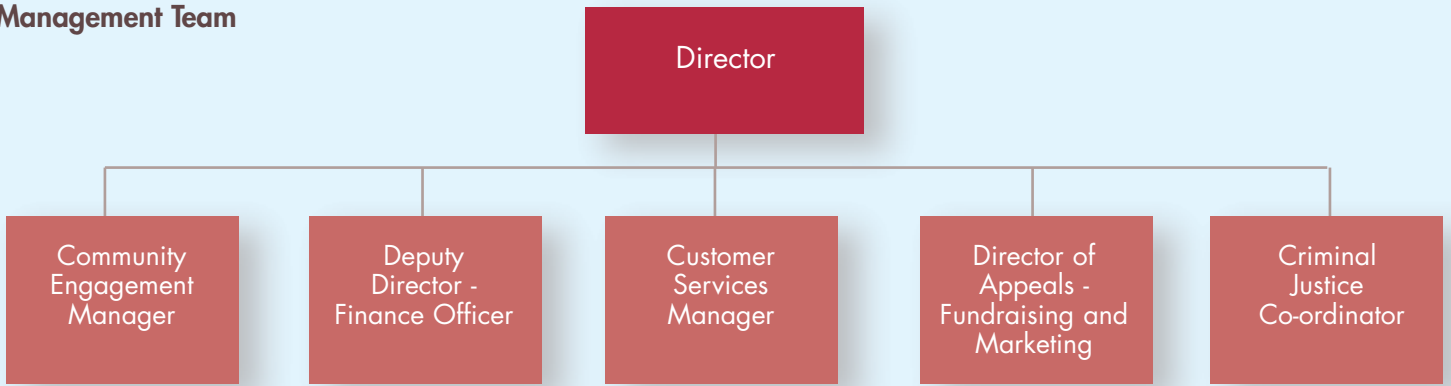 Management Team
Director
Community
Engagement
Manager
Deputy
Director -
Finance Officer
Customer
Services
Manager
Director of
Appeals -
Fundraising and
Marketing
Criminal
Justice
Co-ordinator